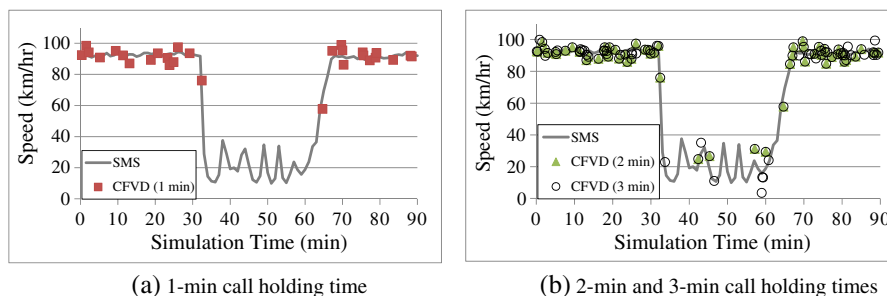 Speed (km/hr)
100
80
60
40
20
0
SMS
CFVD (1 min)
0 10 20 30 40 50 60 70 80 90
Simulation Time (min)
(a) 1-min call holding time
Speed (km/hr)
100
80
60
40
20
0
SMS
CFVD (2 min)
CFVD (3 min)
0 10 20 30 40 50 60 70 80 90
Simulation Time (min)
(b) 2-min and 3-min call holding times